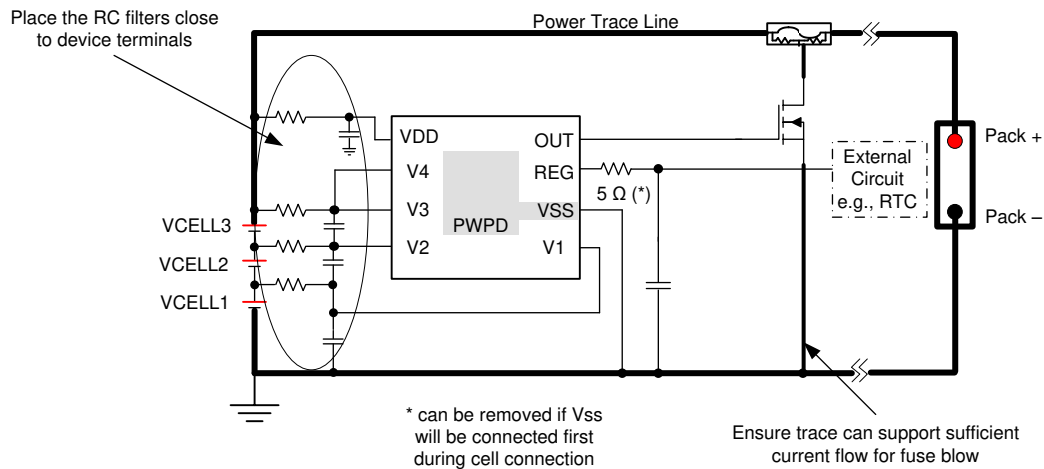 Place the RC filters close
to device terminals
Power Trace Line
VDD
V4
V3
V2
PWPD
OUT
REG
VSS
V1
5 Ω (*)
External
Circuit
e.g., RTC
Pack +
Pack –
VCELL3
VCELL2
VCELL1
* can be removed if Vss
will be connected first
during cell connection
Ensure trace can support sufficient
current flow for fuse blow